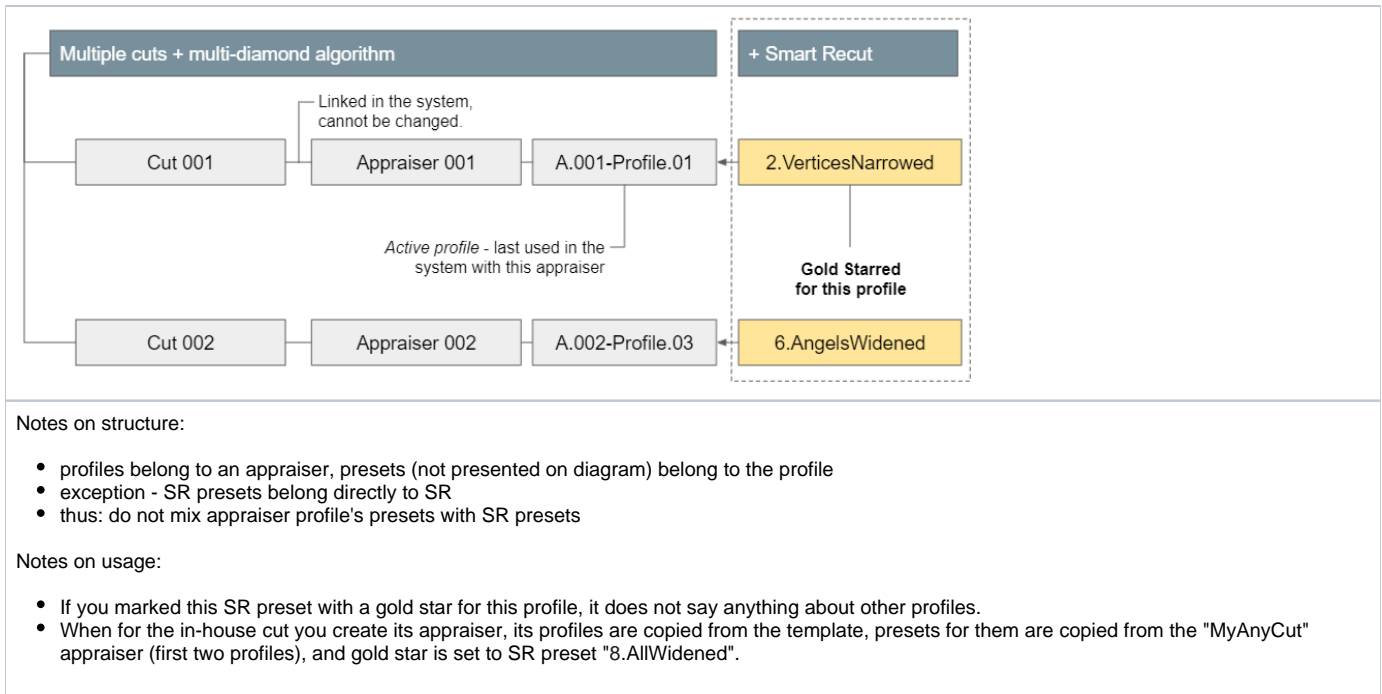 Multiple cuts + multi-diamond algorithm
+ Smart Recut
Linked in the system,
cannot be changed.
Cut 001
Appraiser 001
A.001-Profile.01
2.VerticesNarrowed
Active profile - last used in the
system with this appraiser
Gold Starred
for this profile
Cut 002
Appraiser 002
A.002-Profile.03
6.AngelsWidened
Notes on structure:
• profiles belong to an appraiser, presets (not presented on diagram) belong to the profile
• exception - SR presets belong directly to SR
• thus: do not mix appraiser profile's presets with SR presets
Notes on usage:
• If you marked this SR preset with a gold star for this profile, it does not say anything about other profiles.
• When for the in-house cut you create its appraiser, its profiles are copied from the template, presets for them are copied from the "MyAnyCut"
appraiser (first two profiles), and gold star is set to SR preset "8.AllWidened".